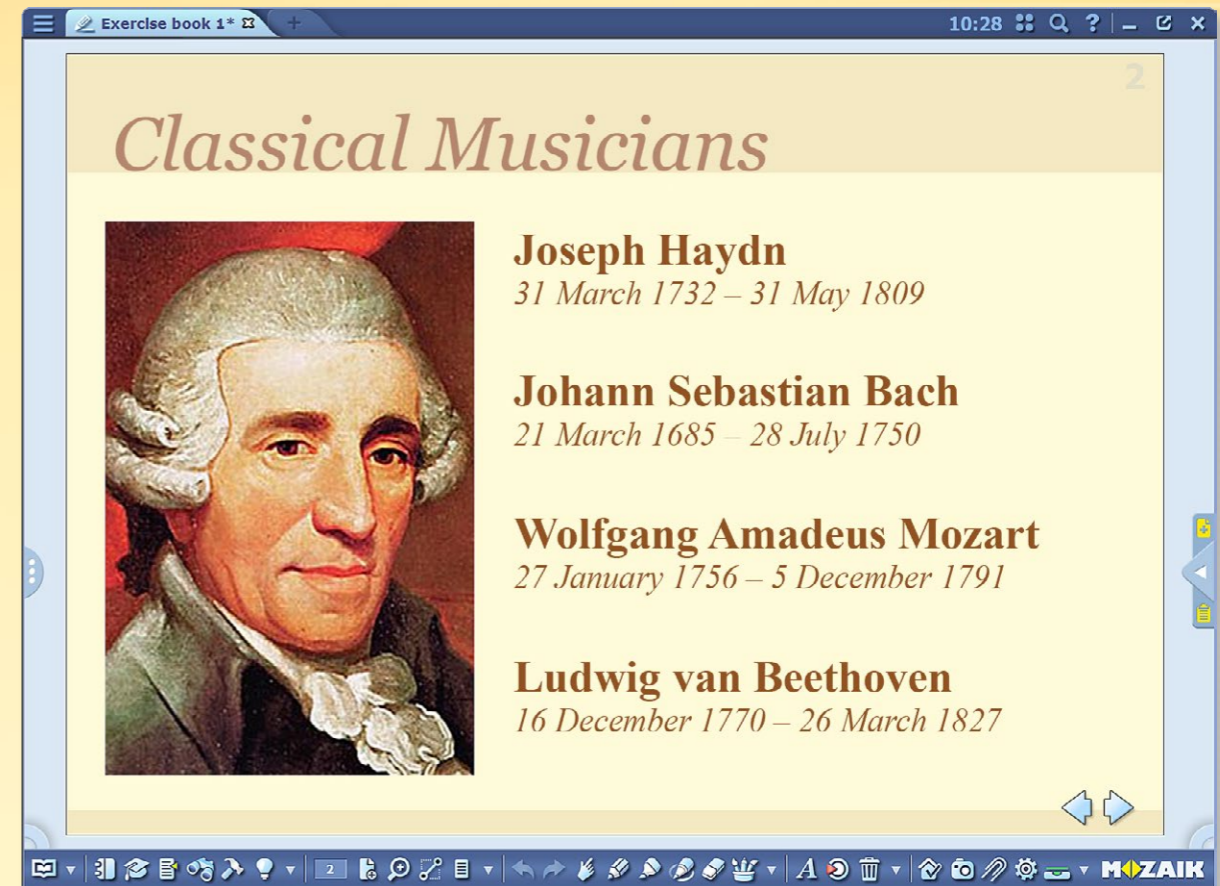 Exercise book 1*
10:28
2
Classical Musicians
Joseph Haydn
31 March 1732 – 31 May 1809
Johann Sebastian Bach
21 March 1685 – 28 July 1750
Wolfgang Amadeus Mozart
27 January 1756 – 5 December 1791
Ludwig van Beethoven
16 December 1770 – 26 March 1827
2
MOZAIK